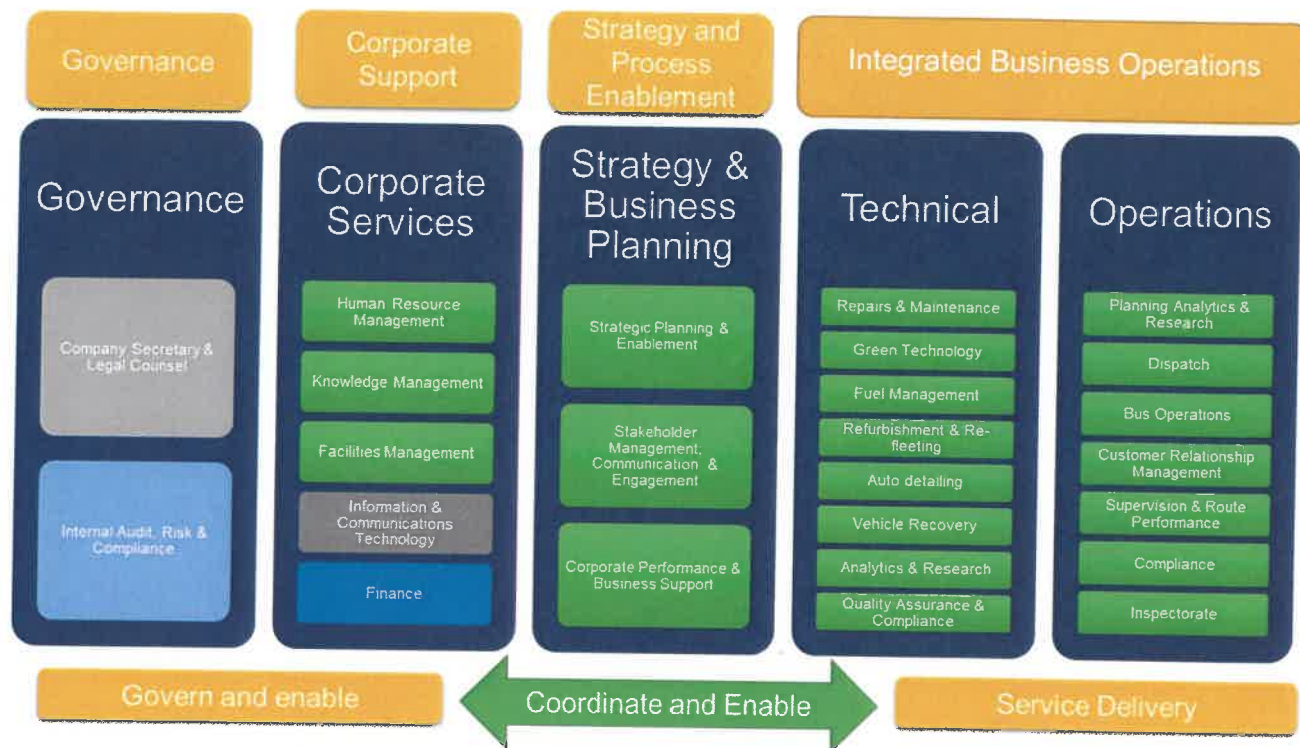 Governance
Corporate
Support
Strategy and
Process
Enablement
Integrated Business Operations
Governance
Company Secretary &
Legal Counsel
Internal Audit, Risk &
Compliance
Corporate
Services
Human Resource
Management
Knowledge Management
Facilities Management
Information &
Communications
Technology
Finance
Strategy &
Business
Planning
Strategic Planning &
Enablement
Stakeholder
Management,
Communication &
Engagement
Corporate Performance &
Business Support
Technical
Repairs & Maintenance
Green Technology
Fuel Management
Refurbishment & Re-
fleeting
Auto detailing
Vehicle Recovery
Analytics & Research
Quality Assurance &
Compliance
Operations
Planning Analytics &
Research
Dispatch
Bus Operations
Customer Relationship
Management
Supervision & Route
Performance
Compliance
Inspectorate
Govern and enable
Coordinate and Enable
Service Delivery